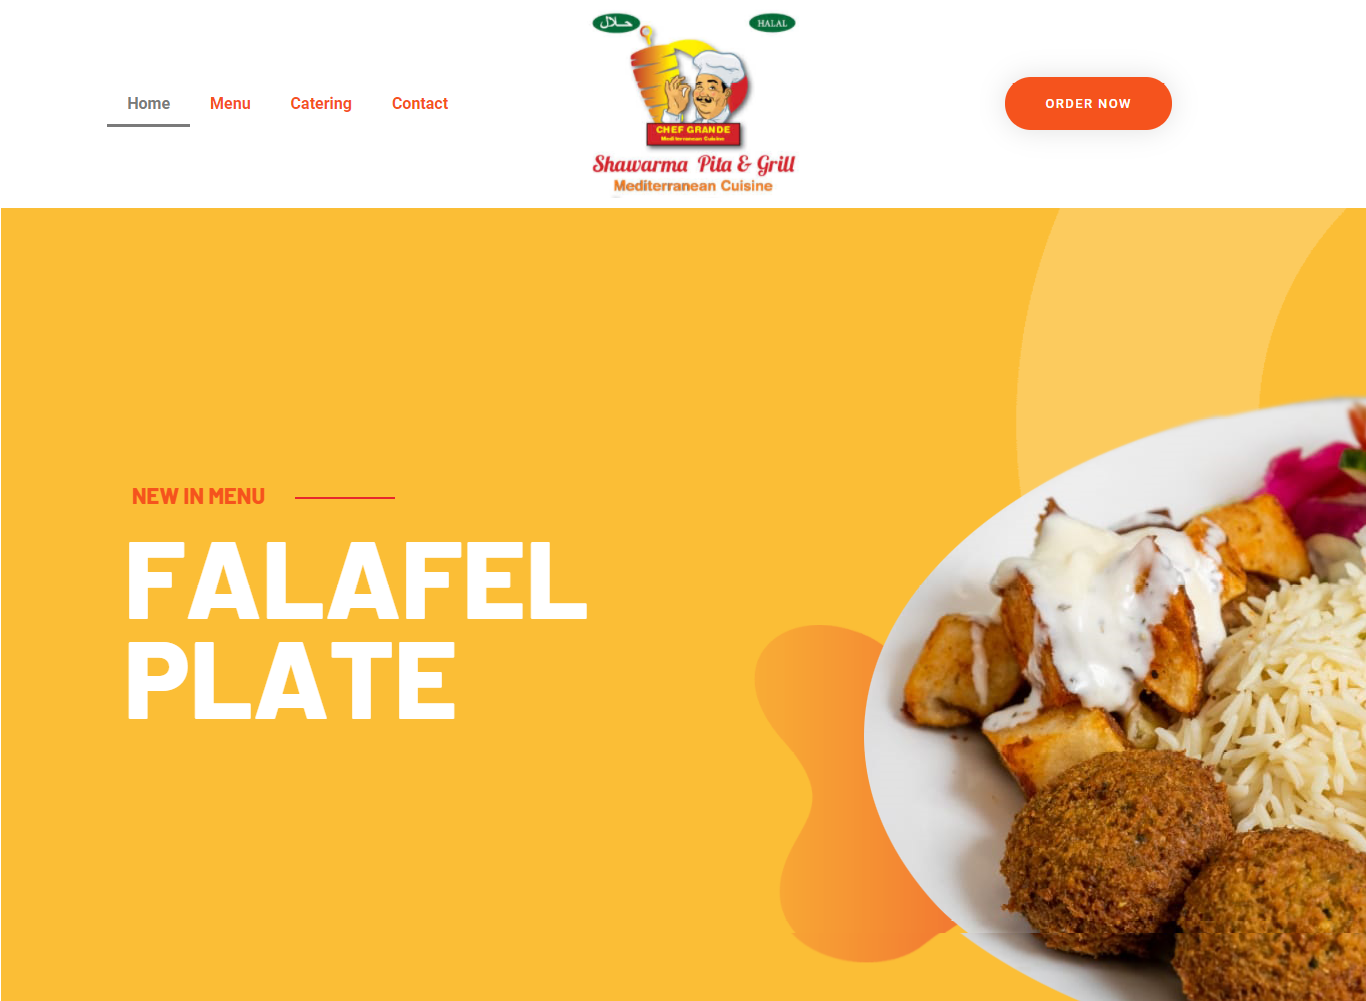 Home Menu Catering Contact
حلال
HALAL
CHEF GRANDE
Mediterranean Cuisine
Shawarma Pita & Grill
Mediterranean Cuisine
ORDER NOW
NEW IN MENU
FALAFEL
PLATE